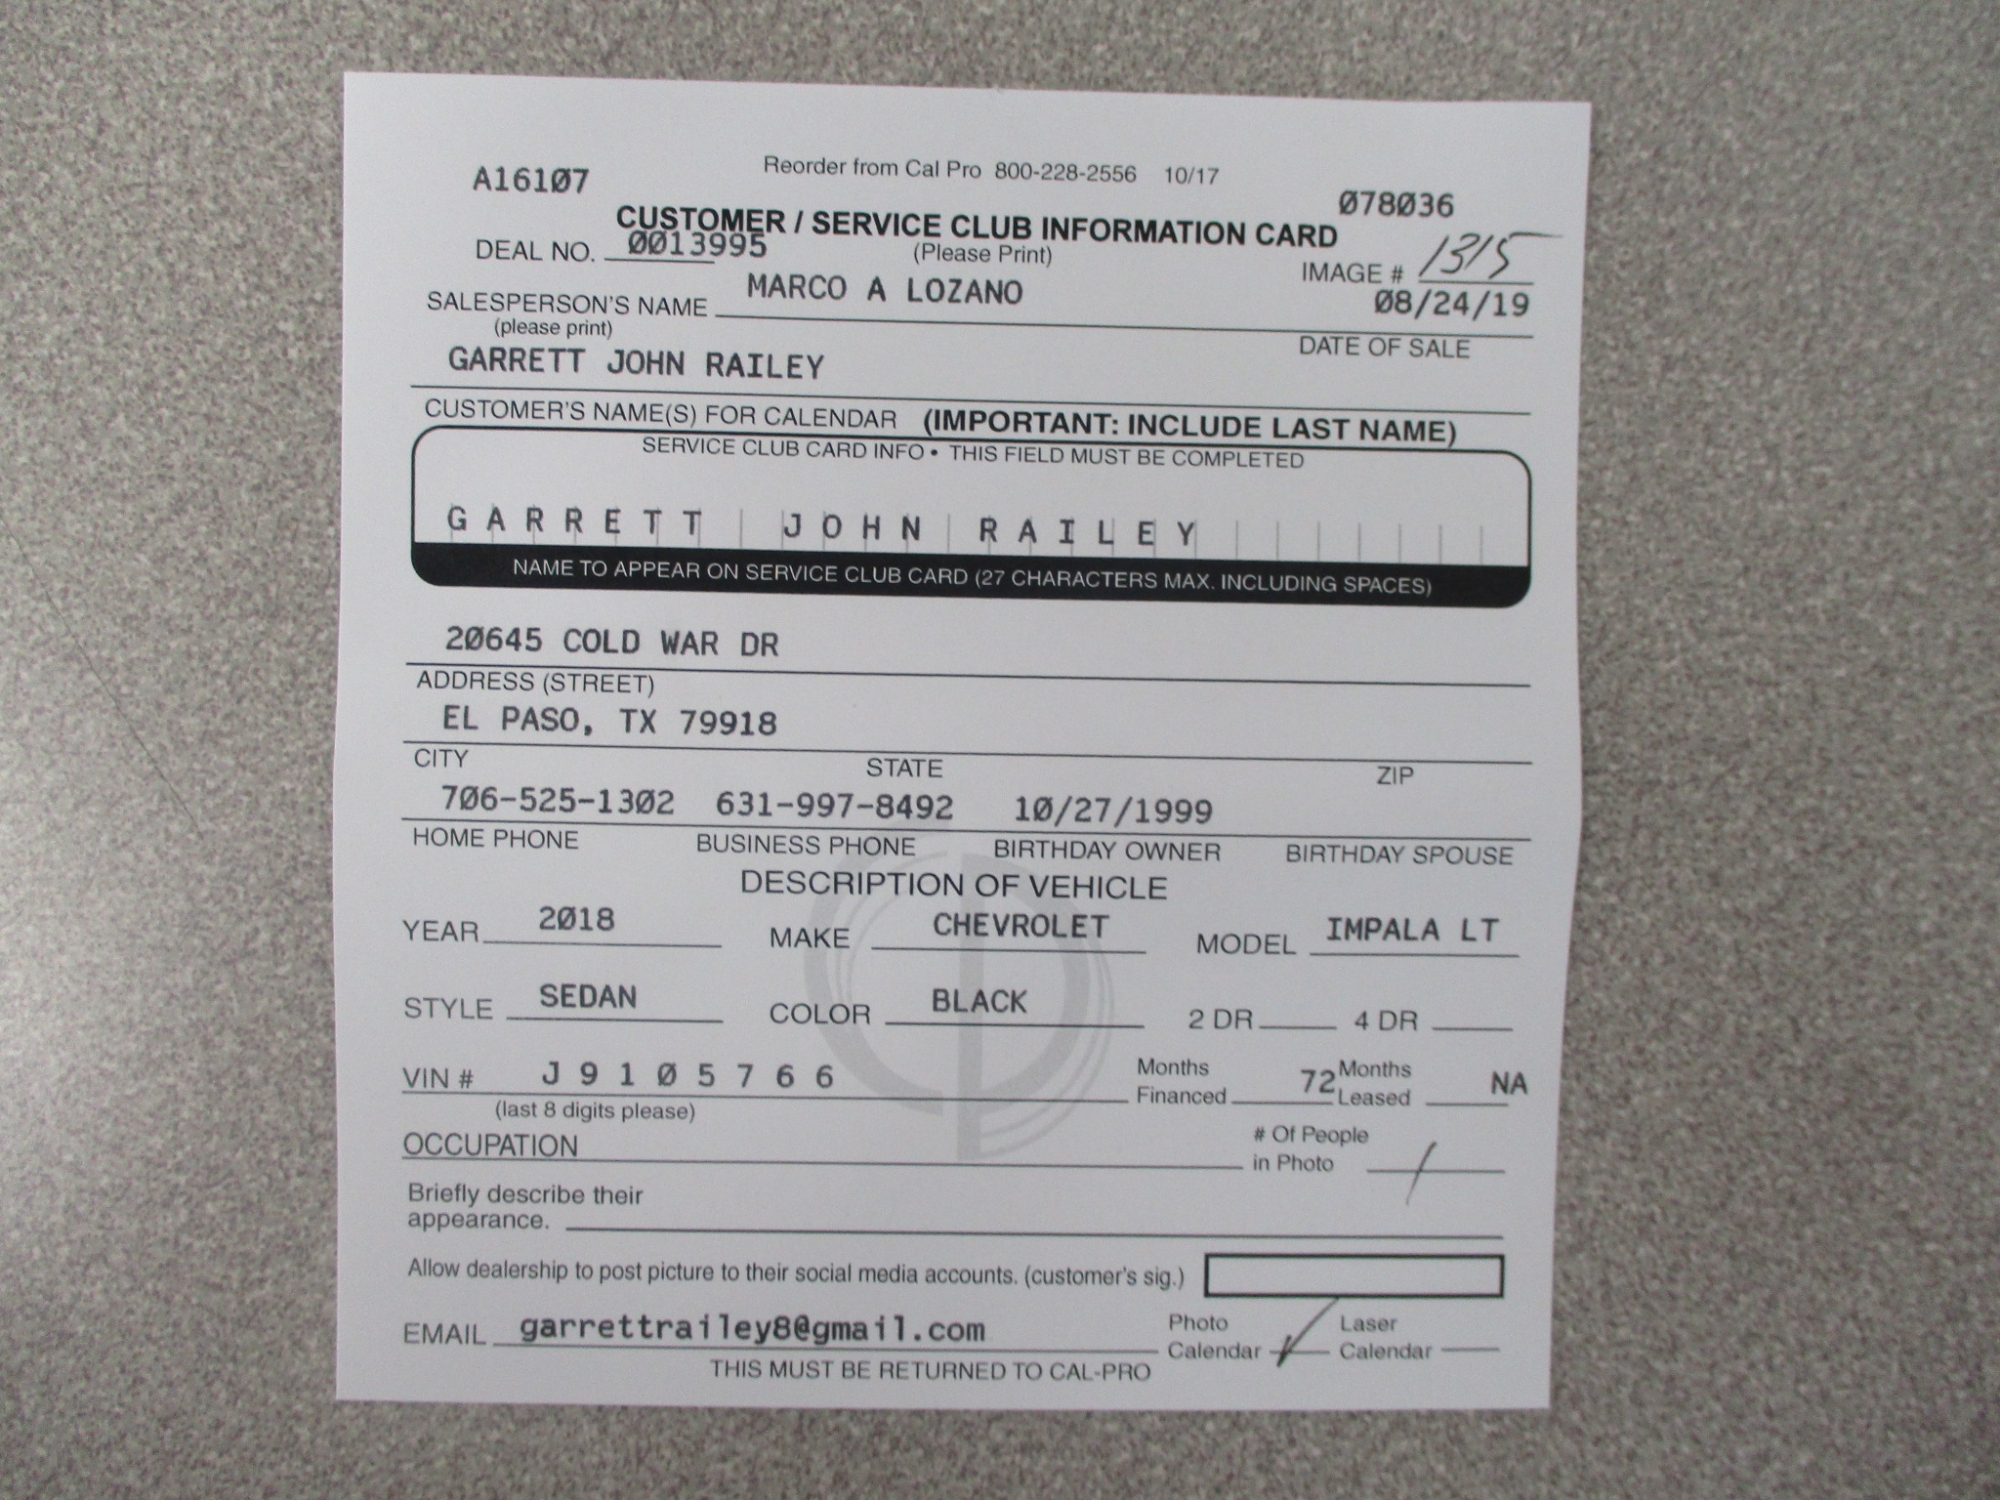 Reorder from Cal Pro 800-228-2556 10/17
A16107 078036
CUSTOMER / SERVICE CLUB INFORMATION CARD
DEAL NO. 0013995 (Please Print) IMAGE # 1315
SALESPERSON'S NAME MARCO A LOZANO 08/24/19
(please print) DATE OF SALE
GARRETT JOHN RAILEY
CUSTOMER'S NAME(S) FOR CALENDAR (IMPORTANT: INCLUDE LAST NAME)
SERVICE CLUB CARD INFO • THIS FIELD MUST BE COMPLETED
GARRETT JOHN RAILEY
NAME TO APPEAR ON SERVICE CLUB CARD (27 CHARACTERS MAX. INCLUDING SPACES)
20645 COLD WAR DR
ADDRESS (STREET)
EL PASO, TX 79918
CITY STATE ZIP
706-525-1302 631-997-8492 10/27/1999
HOME PHONE BUSINESS PHONE BIRTHDAY OWNER BIRTHDAY SPOUSE
DESCRIPTION OF VEHICLE
YEAR 2018 MAKE CHEVROLET MODEL IMPALA LT
STYLE SEDAN COLOR BLACK 2 DR 4 DR
VIN # J9105766 Months Financed 72 Months Leased NA
(last 8 digits please)
OCCUPATION # Of People in Photo 1
Briefly describe their
appearance.
Allow dealership to post picture to their social media accounts. (customer's sig.)
EMAIL garrettrailey8@gmail.com Photo Calendar ✓ Laser Calendar
THIS MUST BE RETURNED TO CAL-PRO